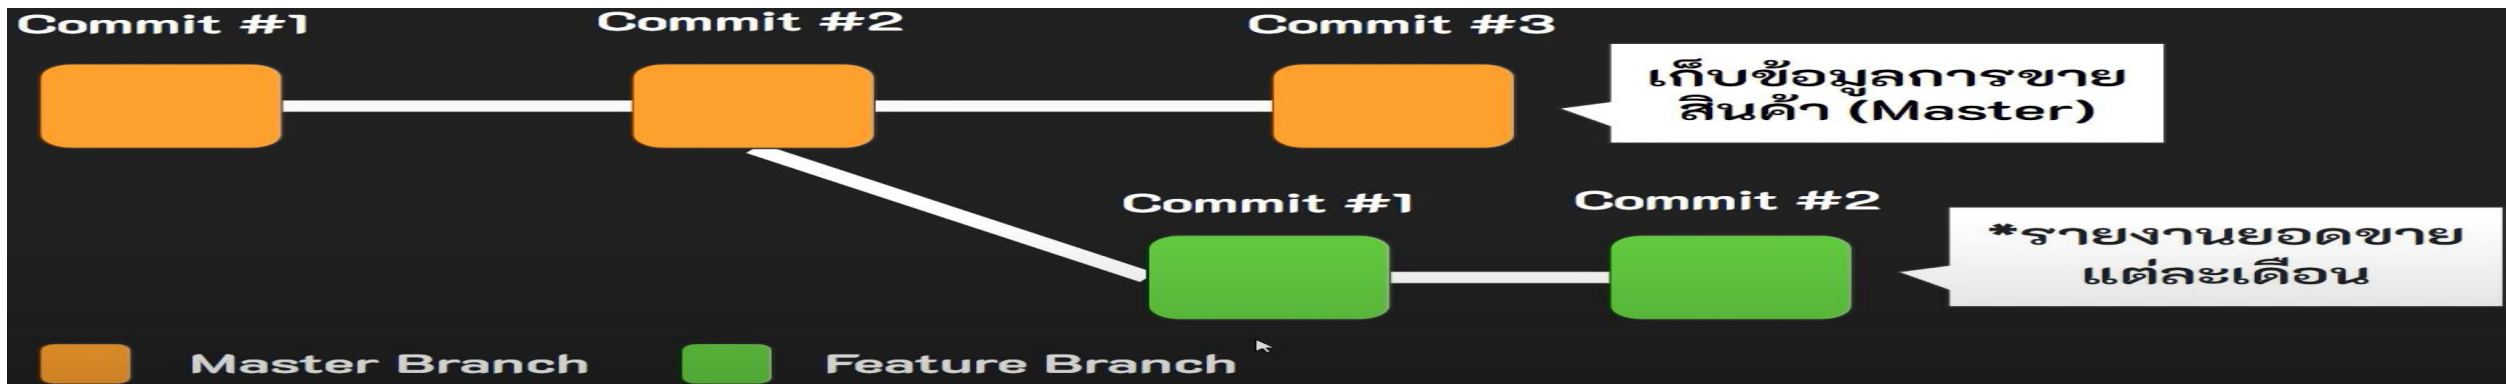 Commit #1
Commit #2
Commit #3
เก็บข้อมูลการขาย
สินค้า (Master)
Commit #1
Commit #2
*รายงานยอดขาย
แต่ละเดือน
Master Branch
Feature Branch